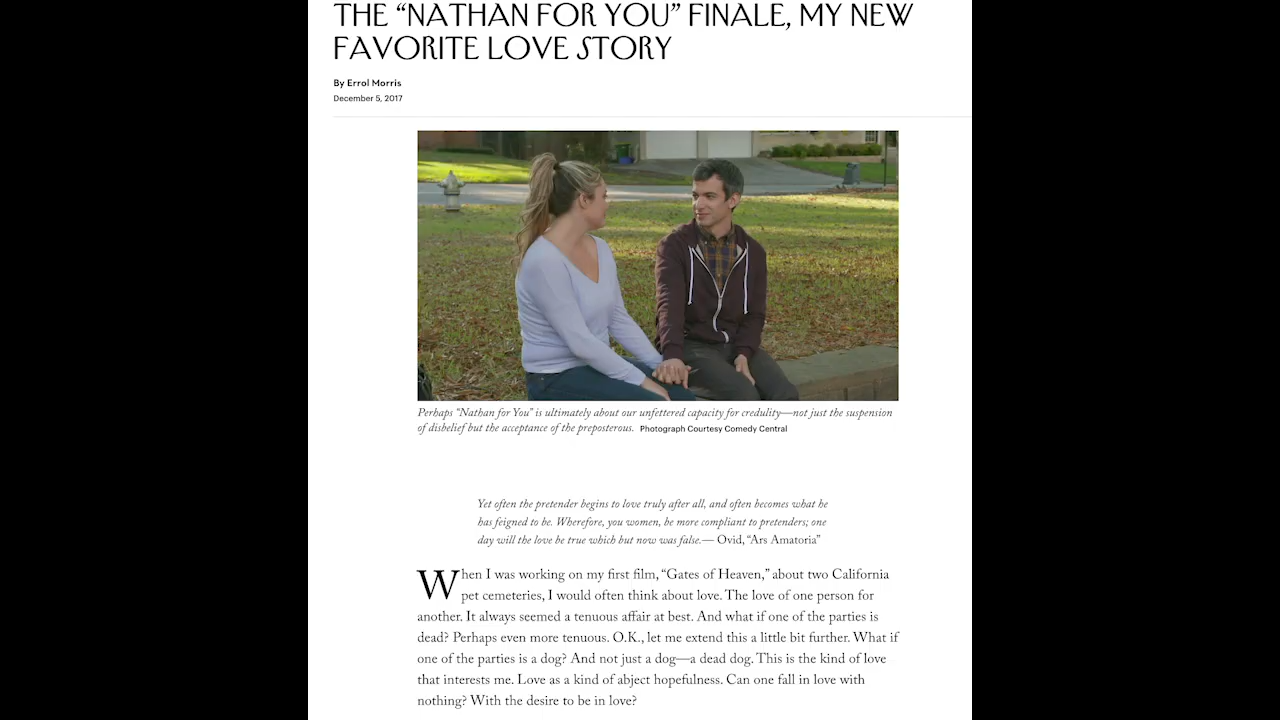 THE “NATHAN FOR YOU” FINALE, MY NEW
FAVORITE LOVE STORY
By Errol Morris
December 5, 2017
Perhaps “Nathan for You” is ultimately about our unfettered capacity for credulity—not just the suspension
of disbelief but the acceptance of the preposterous. Photograph Courtesy Comedy Central
Yet often the pretender begins to love truly after all, and often becomes what he
has feigned to be. Wherefore, you women, be more compliant to pretenders; one
day will the love be true which but now was false.— Ovid, “Ars Amatoria”
When I was working on my first film, “Gates of Heaven,” about two California
pet cemeteries, I would often think about love. The love of one person for
another. It always seemed a tenuous affair at best. And what if one of the parties is
dead? Perhaps even more tenuous. O.K., let me extend this a little bit further. What if
one of the parties is a dog? And not just a dog—a dead dog. This is the kind of love
that interests me. Love as a kind of abject hopefulness. Can one fall in love with
nothing? With the desire to be in love?